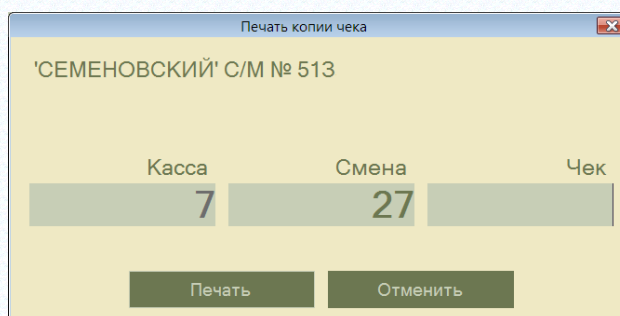 Печать копии чека
'СЕМЕНОВСКИЙ' С/М № 513
Касса Смена Чек
7 27
Печать Отменить